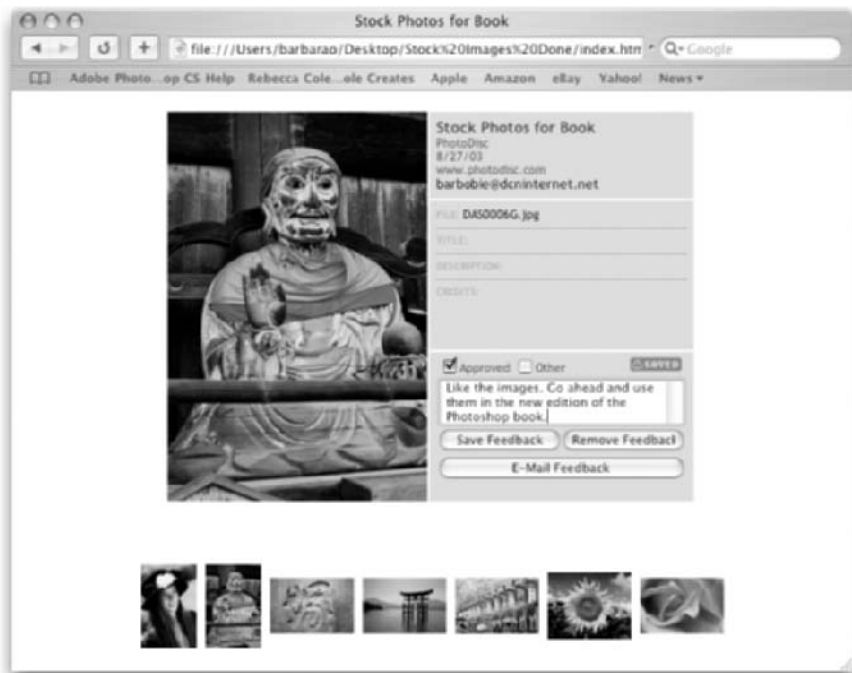 Stock Photos for Book
file:///Users/barbarao/Desktop/Stock%20Images%20Done/index.htm
Google
Adobe Photo...op CS Help Rebecca Cole...ole Creates Apple Amazon eBay Yahoo! News
Stock Photos for Book
PhotoDisc
8/27/03
www.photodisc.com
barbobie@dcninternet.net
FILE: DAS0006G.jpg
TITLE:
DESCRIPTION:
CREDITS:
Approved Other SAVED
Like the images. Go ahead and use
them in the new edition of the
Photoshop book.
Save Feedback Remove Feedback
E-Mail Feedback